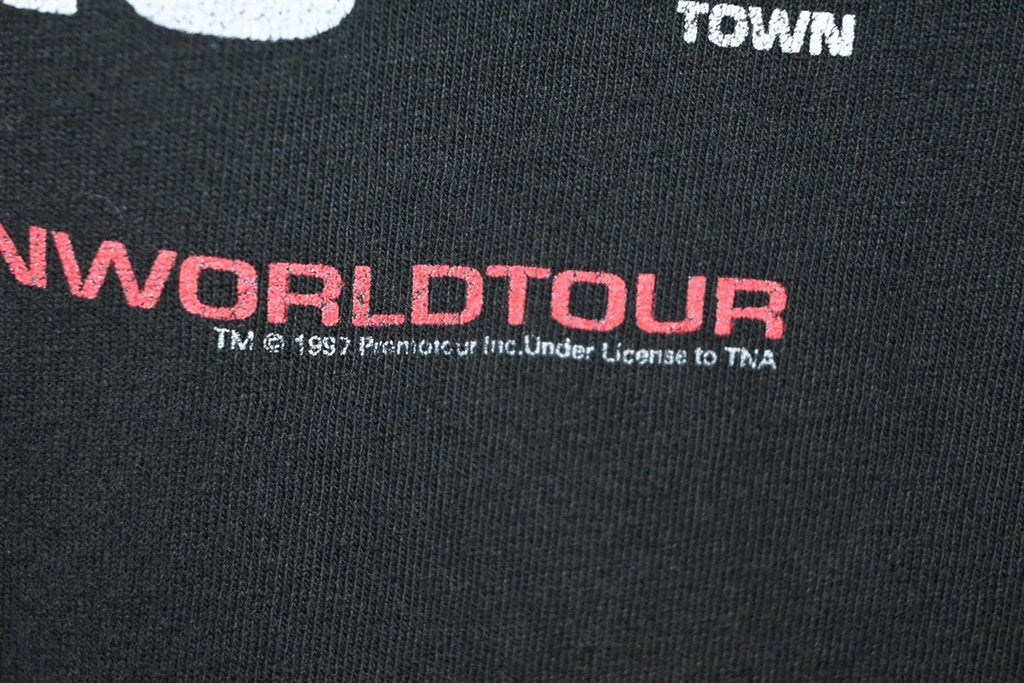 TOWN
NWORLDTOUR
TM © 1997 Promotour Inc.Under License to TNA